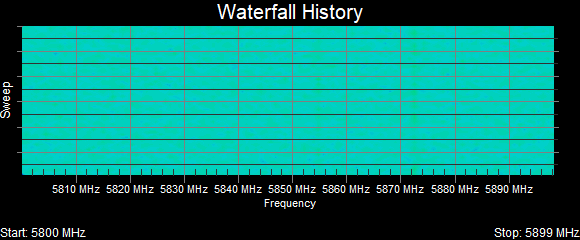 Waterfall History
Sweep
5810 MHz 5820 MHz 5830 MHz 5840 MHz 5850 MHz 5860 MHz 5870 MHz 5880 MHz 5890 MHz
Frequency
Start: 5800 MHz Stop: 5899 MHz